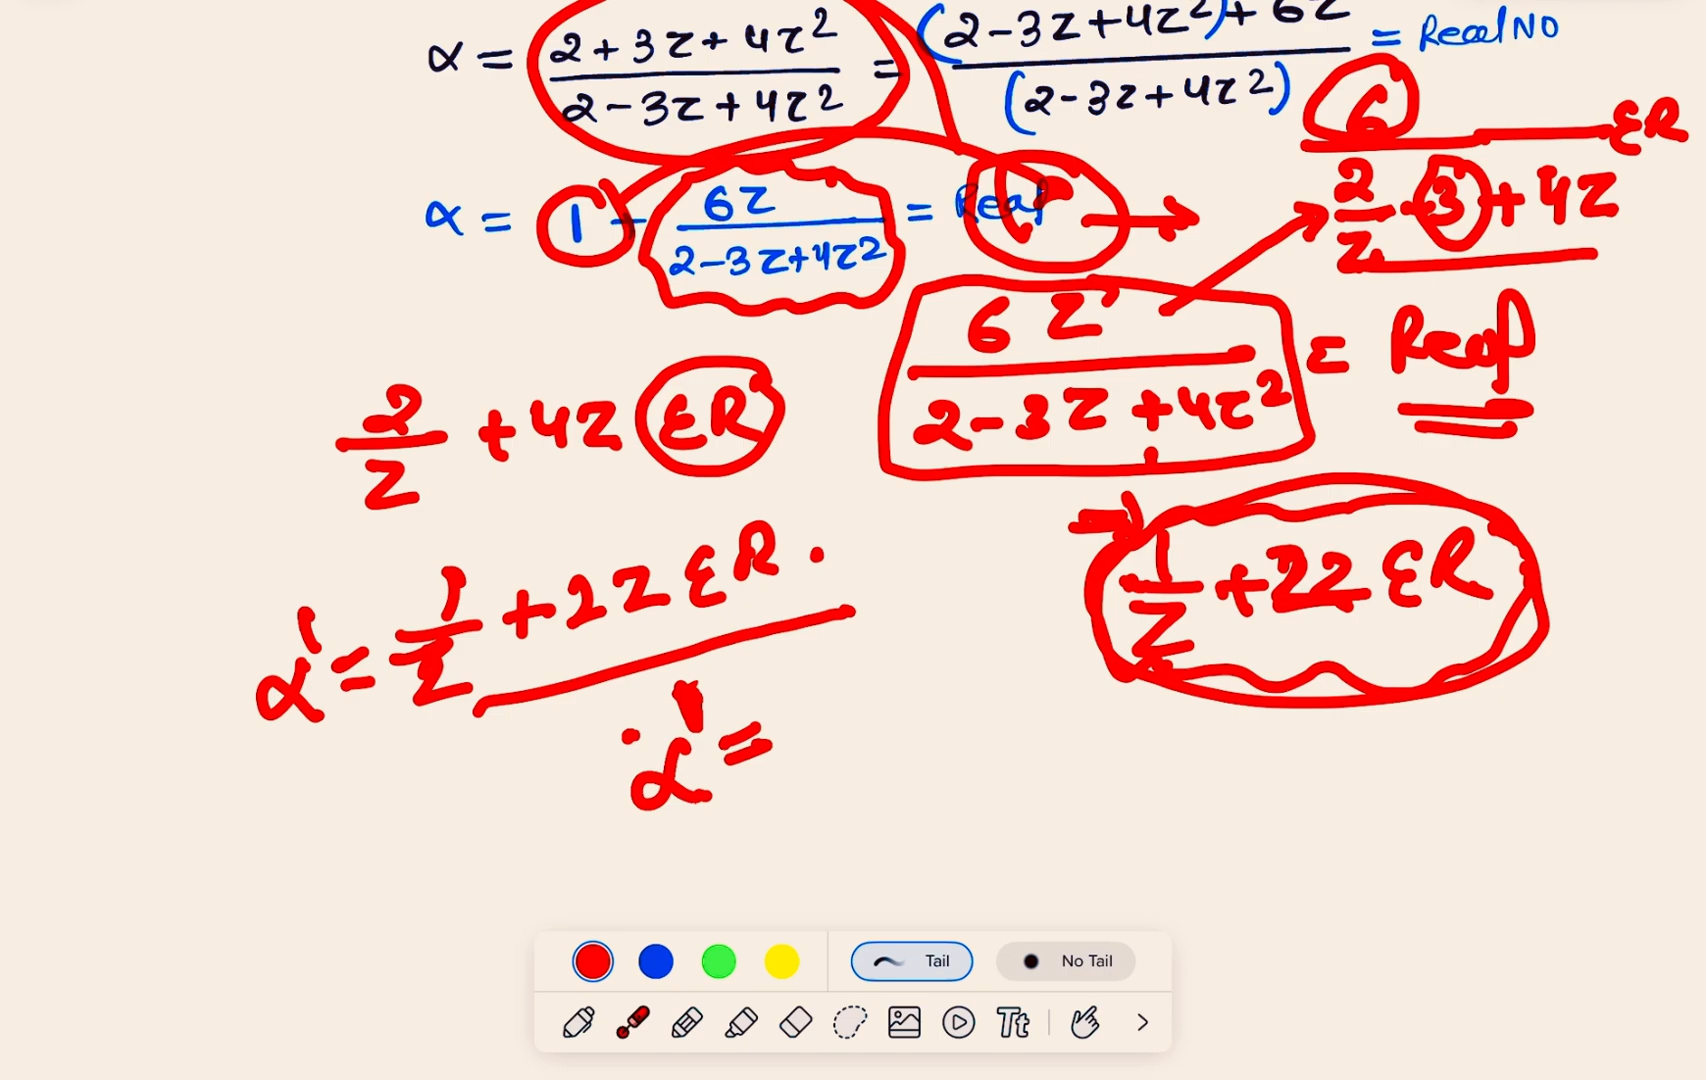 α = 2+3z+4z² / 2-3z+4z² = (2-3z+4z²)+6z / (2-3z+4z²) = Real NO
6 / 2/z - 3 + 4z ∈R
α = 1 + 6z / 2-3z+4z² = Real
6z / 2-3z+4z² = Real
2/z + 4z ∈R
⇒ 1/z + 2z ∈R
α' = 1/z + 2z ∈R.
α' =
Tail No Tail
Tt